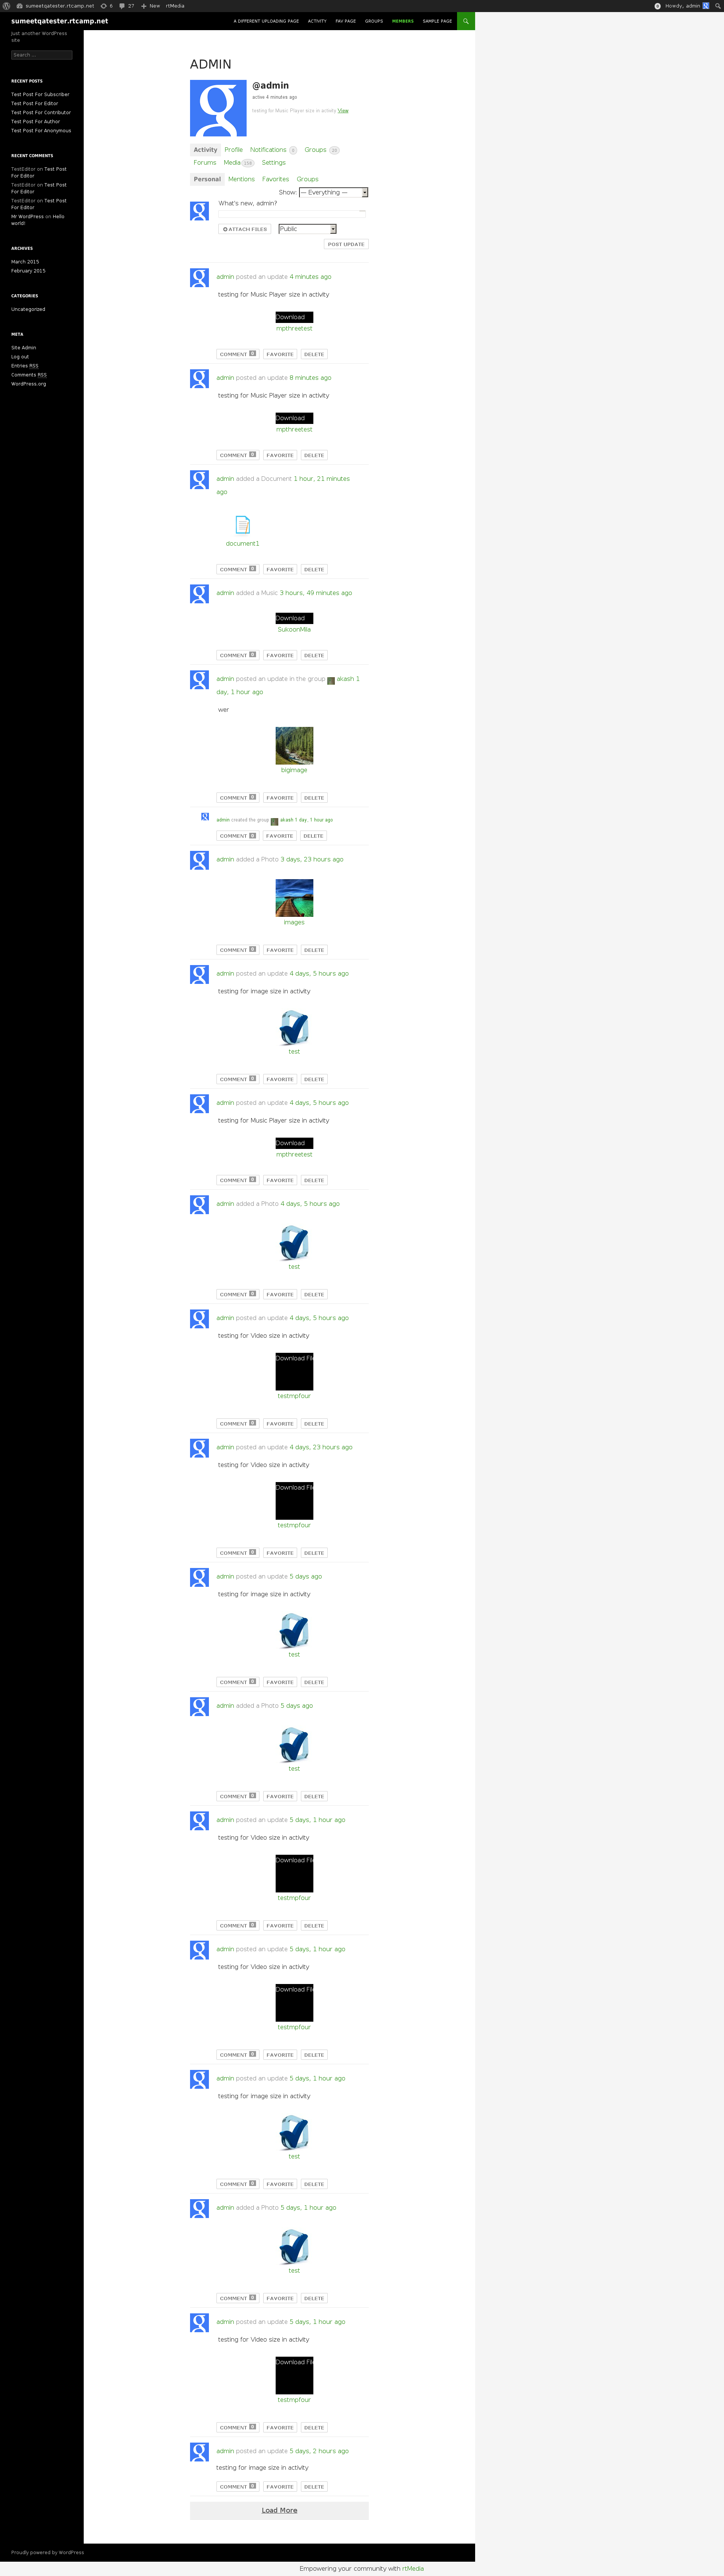 sumeetqatester.rtcamp.net 6 27 New rtMedia Howdy, admin
sumeetqatester.rtcamp.net
A DIFFERENT UPLOADING PAGE ACTIVITY FAV PAGE GROUPS MEMBERS SAMPLE PAGE
Just another WordPress
site
Search …
RECENT POSTS
Test Post For Subscriber
Test Post For Editor
Test Post For Contributor
Test Post For Author
Test Post For Anonymous
RECENT COMMENTS
TestEditor on Test Post
For Editor
TestEditor on Test Post
For Editor
TestEditor on Test Post
For Editor
Mr WordPress on Hello
world!
ARCHIVES
March 2015
February 2015
CATEGORIES
Uncategorized
META
Site Admin
Log out
Entries RSS
Comments RSS
WordPress.org
ADMIN
@admin
active 4 minutes ago
testing for Music Player size in activity View
Activity Profile Notifications Groups
Forums Media Settings
Personal Mentions Favorites Groups
Show: — Everything —
What's new, admin?
ATTACH FILES Public
POST UPDATE
admin posted an update 4 minutes ago
testing for Music Player size in activity
Download
mpthreetest
COMMENT 0 FAVORITE DELETE
admin posted an update 8 minutes ago
testing for Music Player size in activity
Download
mpthreetest
COMMENT 0 FAVORITE DELETE
admin added a Document 1 hour, 21 minutes
ago
document1
COMMENT 0 FAVORITE DELETE
admin added a Music 3 hours, 49 minutes ago
Download
SukoonMila
COMMENT 0 FAVORITE DELETE
admin posted an update in the group akash 1
day, 1 hour ago
wer
bigimage
COMMENT 0 FAVORITE DELETE
admin created the group akash 1 day, 1 hour ago
COMMENT 0 FAVORITE DELETE
admin added a Photo 3 days, 23 hours ago
images
COMMENT 0 FAVORITE DELETE
admin posted an update 4 days, 5 hours ago
testing for image size in activity
test
COMMENT 0 FAVORITE DELETE
admin posted an update 4 days, 5 hours ago
testing for Music Player size in activity
Download
mpthreetest
COMMENT 0 FAVORITE DELETE
admin added a Photo 4 days, 5 hours ago
test
COMMENT 0 FAVORITE DELETE
admin posted an update 4 days, 5 hours ago
testing for Video size in activity
Download Fil
testmpfour
COMMENT 0 FAVORITE DELETE
admin posted an update 4 days, 23 hours ago
testing for Video size in activity
Download Fil
testmpfour
COMMENT 0 FAVORITE DELETE
admin posted an update 5 days ago
testing for image size in activity
test
COMMENT 0 FAVORITE DELETE
admin added a Photo 5 days ago
test
COMMENT 0 FAVORITE DELETE
admin posted an update 5 days, 1 hour ago
testing for Video size in activity
Download Fil
testmpfour
COMMENT 0 FAVORITE DELETE
admin posted an update 5 days, 1 hour ago
testing for Video size in activity
Download Fil
testmpfour
COMMENT 0 FAVORITE DELETE
admin posted an update 5 days, 1 hour ago
testing for image size in activity
test
COMMENT 0 FAVORITE DELETE
admin added a Photo 5 days, 1 hour ago
test
COMMENT 0 FAVORITE DELETE
admin posted an update 5 days, 1 hour ago
testing for Video size in activity
Download Fil
testmpfour
COMMENT 0 FAVORITE DELETE
admin posted an update 5 days, 2 hours ago
testing for image size in activity
COMMENT 0 FAVORITE DELETE
Load More
Proudly powered by WordPress
Empowering your community with rtMedia